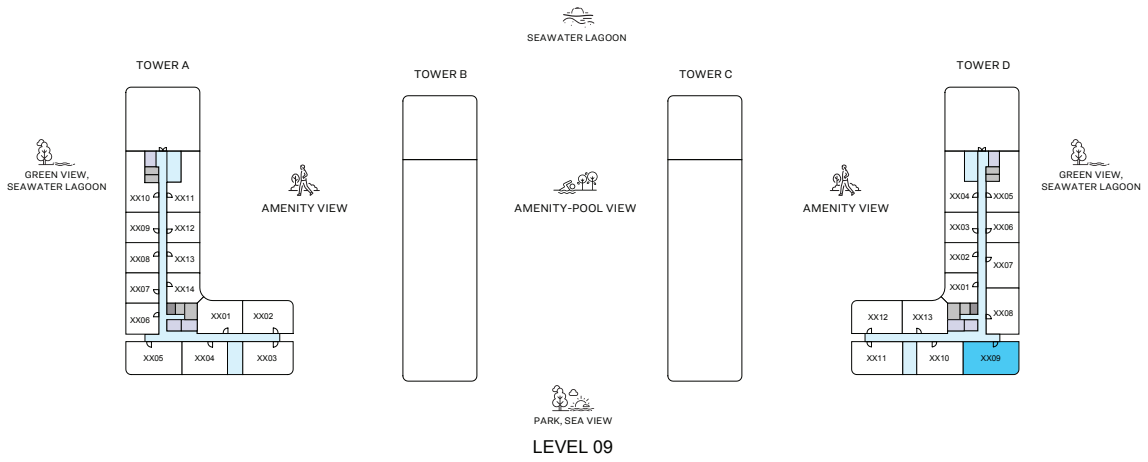 SEAWATER LAGOON
TOWER A
TOWER B
TOWER C
TOWER D
GREEN VIEW,
SEAWATER LAGOON
AMENITY VIEW
AMENITY-POOL VIEW
AMENITY VIEW
GREEN VIEW,
SEAWATER LAGOON
XX10 XX11
XX09 XX12
XX08 XX13
XX07 XX14
XX06 XX01 XX02
XX05 XX04 XX03
XX04 XX05
XX03 XX06
XX02 XX07
XX01
XX12 XX13 XX08
XX11 XX10 XX09
PARK, SEA VIEW
LEVEL 09